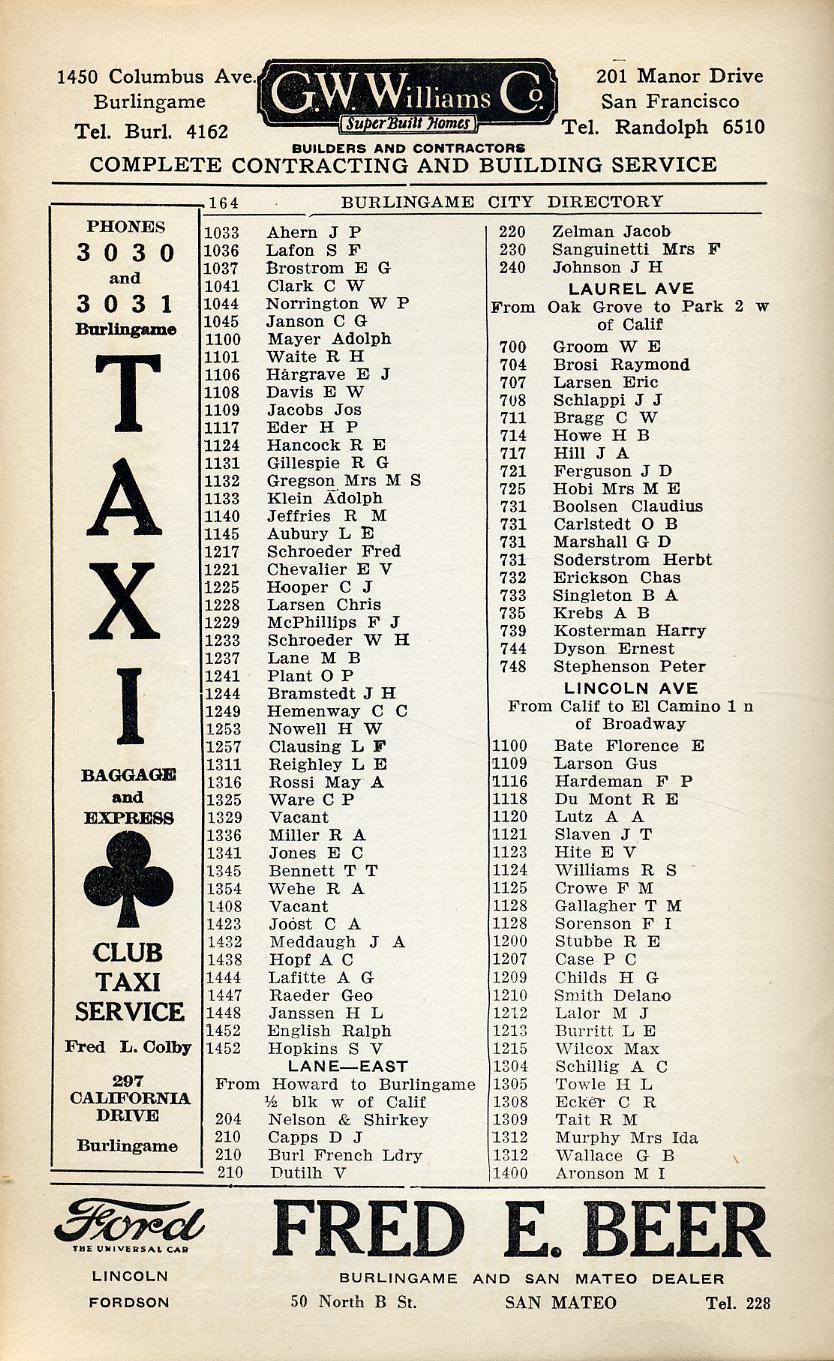 1450 Columbus Ave.
Burlingame
Tel. Burl. 4162
G.W. Williams Co.
Super Built Homes
BUILDERS AND CONTRACTORS
201 Manor Drive
San Francisco
Tel. Randolph 6510
COMPLETE CONTRACTING AND BUILDING SERVICE
164 BURLINGAME CITY DIRECTORY
PHONES
3030
and
3031
Burlingame
TAXI
BAGGAGE
and
EXPRESS
CLUB
TAXI
SERVICE
Fred L. Colby
297
CALIFORNIA
DRIVE
Burlingame
1033 Ahern J P
1036 Lafon S F
1037 Brostrom E G
1041 Clark C W
1044 Norrington W P
1045 Janson C G
1100 Mayer Adolph
1101 Waite R H
1106 Hargrave E J
1108 Davis E W
1109 Jacobs Jos
1117 Eder H P
1124 Hancock R E
1131 Gillespie R G
1132 Gregson Mrs M S
1133 Klein Adolph
1140 Jeffries R M
1145 Aubury L E
1217 Schroeder Fred
1221 Chevalier E V
1225 Hooper C J
1228 Larsen Chris
1229 McPhillips F J
1233 Schroeder W H
1237 Lane M B
1241 Plant O P
1244 Bramstedt J H
1249 Hemenway C C
1253 Nowell H W
1257 Clausing L F
1311 Reighley L E
1316 Rossi May A
1325 Ware C P
1329 Vacant
1336 Miller R A
1341 Jones E C
1345 Bennett T T
1354 Wehe R A
1408 Vacant
1423 Joost C A
1432 Meddaugh J A
1438 Hopf A C
1444 Lafitte A G
1447 Raeder Geo
1448 Janssen H L
1452 English Ralph
1452 Hopkins S V
LANE—EAST
From Howard to Burlingame
½ blk w of Calif
204 Nelson & Shirkey
210 Capps D J
210 Burl French Ldry
210 Dutilh V
220 Zelman Jacob
230 Sanguinetti Mrs F
240 Johnson J H
LAUREL AVE
From Oak Grove to Park 2 w
of Calif
700 Groom W E
704 Brosi Raymond
707 Larsen Eric
708 Schlappi J J
711 Bragg C W
714 Howe H B
717 Hill J A
721 Ferguson J D
725 Hobi Mrs M E
731 Boolsen Claudius
731 Carlstedt O B
731 Marshall G D
731 Soderstrom Herbt
732 Erickson Chas
733 Singleton B A
735 Krebs A B
739 Kosterman Harry
744 Dyson Ernest
748 Stephenson Peter
LINCOLN AVE
From Calif to El Camino 1 n
of Broadway
1100 Bate Florence E
1109 Larson Gus
1116 Hardeman F P
1118 Du Mont R E
1120 Lutz A A
1121 Slaven J T
1123 Hite E V
1124 Williams R S
1125 Crowe F M
1128 Gallagher T M
1128 Sorenson F I
1200 Stubbe R E
1207 Case P C
1209 Childs H G
1210 Smith Delano
1212 Lalor M J
1213 Burritt L E
1215 Wilcox Max
1304 Schillig A C
1305 Towle H L
1308 Ecker C R
1309 Tait R M
1312 Murphy Mrs Ida
1312 Wallace G B
1400 Aronson M I
Ford
THE UNIVERSAL CAR
LINCOLN
FORDSON
FRED E. BEER
BURLINGAME AND SAN MATEO DEALER
50 North B St. SAN MATEO Tel. 228